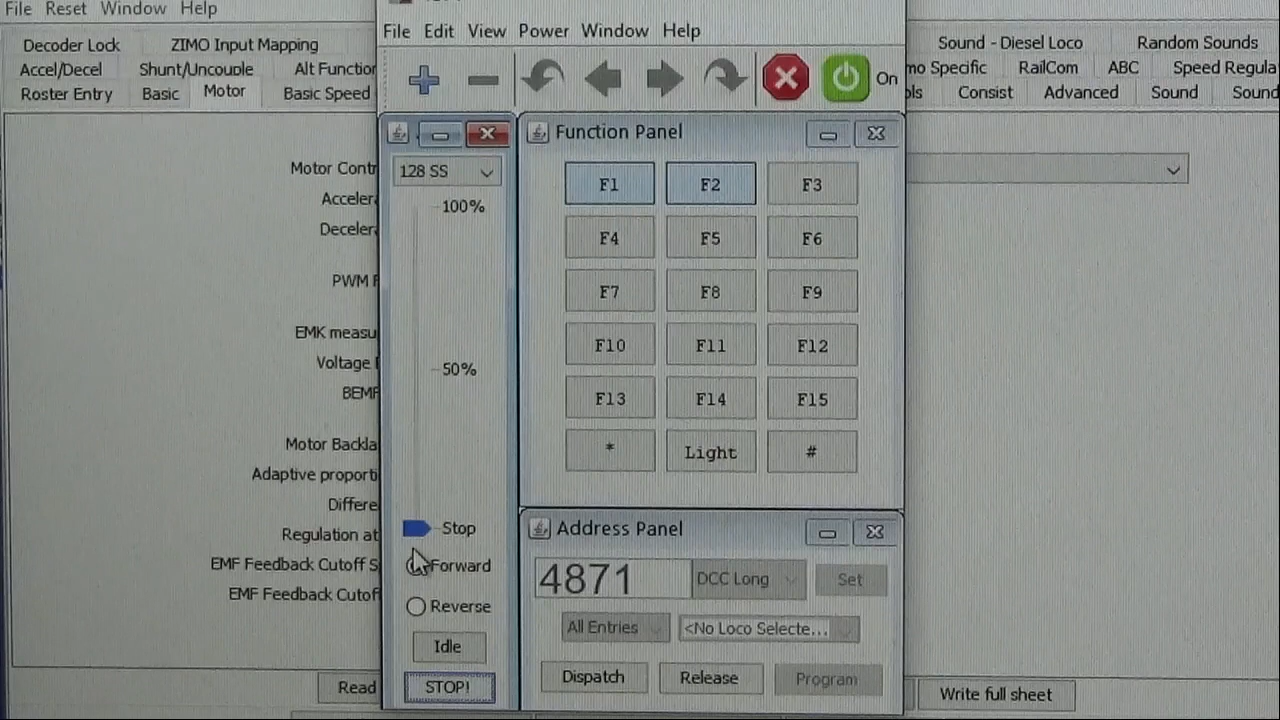 File Reset Window Help
Decoder Lock ZIMO Input Mapping
Accel/Decel Shunt/Uncouple Alt Function
Roster Entry Basic Motor Basic Speed
Motor Contr
Acceler
Deceler
PWM F
EMK measu
Voltage
BEMF
Motor Backla
Adaptive proporti
Differe
Regulation at
EMF Feedback Cutoff S
EMF Feedback Cutof
Read
File Edit View Power Window Help
On
128 SS
100%
50%
Stop
Forward
Reverse
Idle
STOP!
Function Panel
F1 F2 F3
F4 F5 F6
F7 F8 F9
F10 F11 F12
F13 F14 F15
* Light #
Address Panel
4871 DCC Long Set
All Entries <No Loco Selecte...
Dispatch Release Program
Sound - Diesel Loco Random Sounds
mo Specific RailCom ABC Speed Regula
ols Consist Advanced Sound Sound
Write full sheet